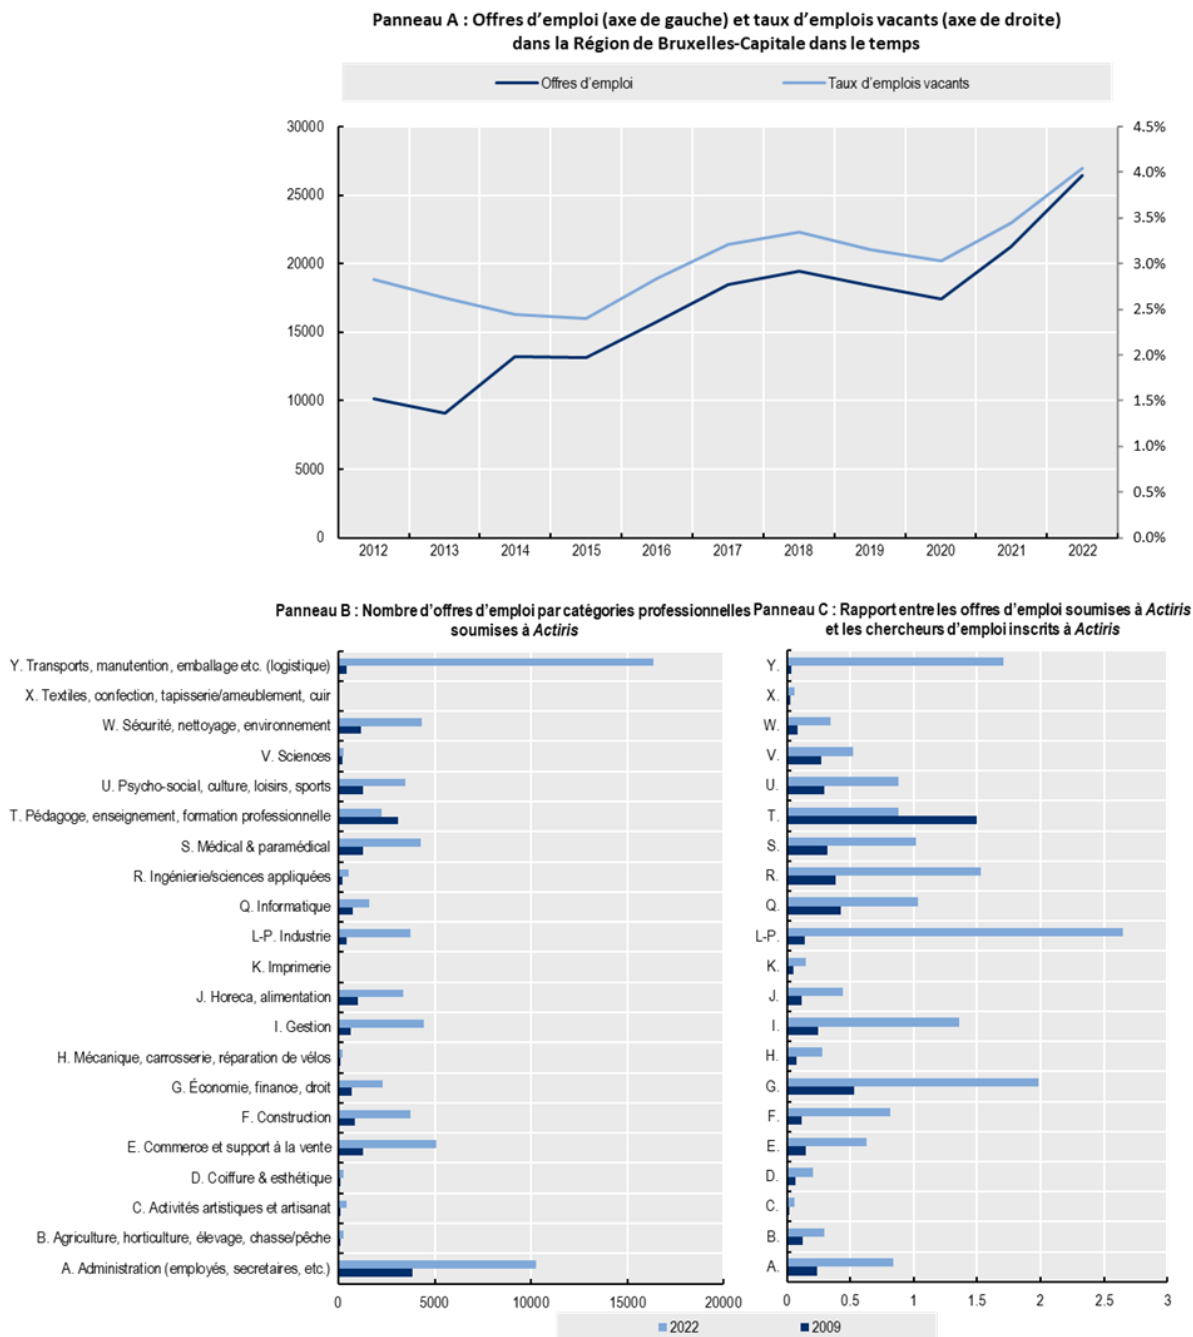 Panneau A : Offres d'emploi (axe de gauche) et taux d'emplois vacants (axe de droite)
dans la Région de Bruxelles-Capitale dans le temps
Offres d'emploi
Taux d'emplois vacants
30000
25000
20000
15000
10000
5000
0
4.5%
4.0%
3.5%
3.0%
2.5%
2.0%
1.5%
1.0%
0.5%
0.0%
2012 2013 2014 2015 2016 2017 2018 2019 2020 2021 2022
Panneau B : Nombre d'offres d'emploi par catégories professionnelles
soumises à Actiris
Y. Transports, manutention, emballage etc. (logistique)
X. Textiles, confection, tapisserie/ameublement, cuir
W. Sécurité, nettoyage, environnement
V. Sciences
U. Psycho-social, culture, loisirs, sports
T. Pédagoge, enseignement, formation professionnelle
S. Médical & paramédical
R. Ingénierie/sciences appliquées
Q. Informatique
L-P. Industrie
K. Imprimerie
J. Horeca, alimentation
I. Gestion
H. Mécanique, carrosserie, réparation de vélos
G. Économie, finance, droit
F. Construction
E. Commerce et support à la vente
D. Coiffure & esthétique
C. Activités artistiques et artisanat
B. Agriculture, horticulture, élevage, chasse/pêche
A. Administration (employés, secretaires, etc.)
0 5000 10000 15000 20000
Panneau C : Rapport entre les offres d'emploi soumises à Actiris
et les chercheurs d'emploi inscrits à Actiris
Y.
X.
W.
V.
U.
T.
S.
R.
Q.
L-P.
K.
J.
I.
H.
G.
F.
E.
D.
C.
B.
A.
0 0.5 1 1.5 2 2.5 3
2022
2009